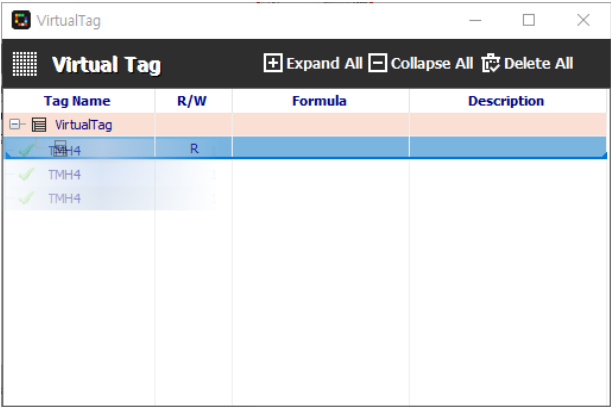 VirtualTag
Virtual Tag Expand All Collapse All Delete All
Tag Name R/W Formula Description
VirtualTag
TMH4 R
TMH4
TMH4